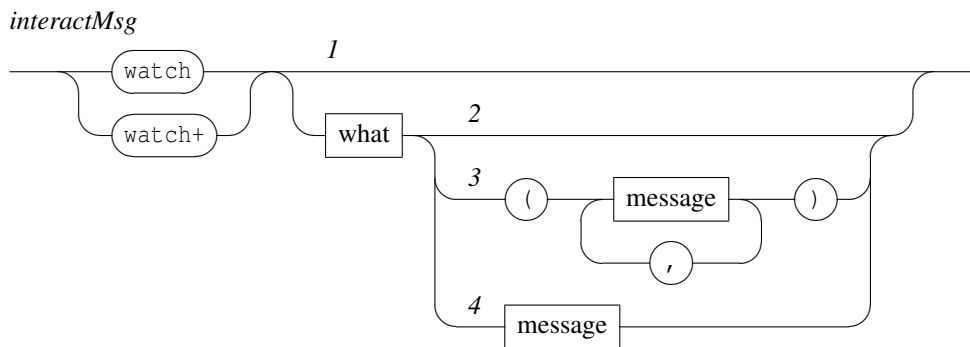 interactMsg
1
watch
watch+
2
what
3
( message )
,
4
message